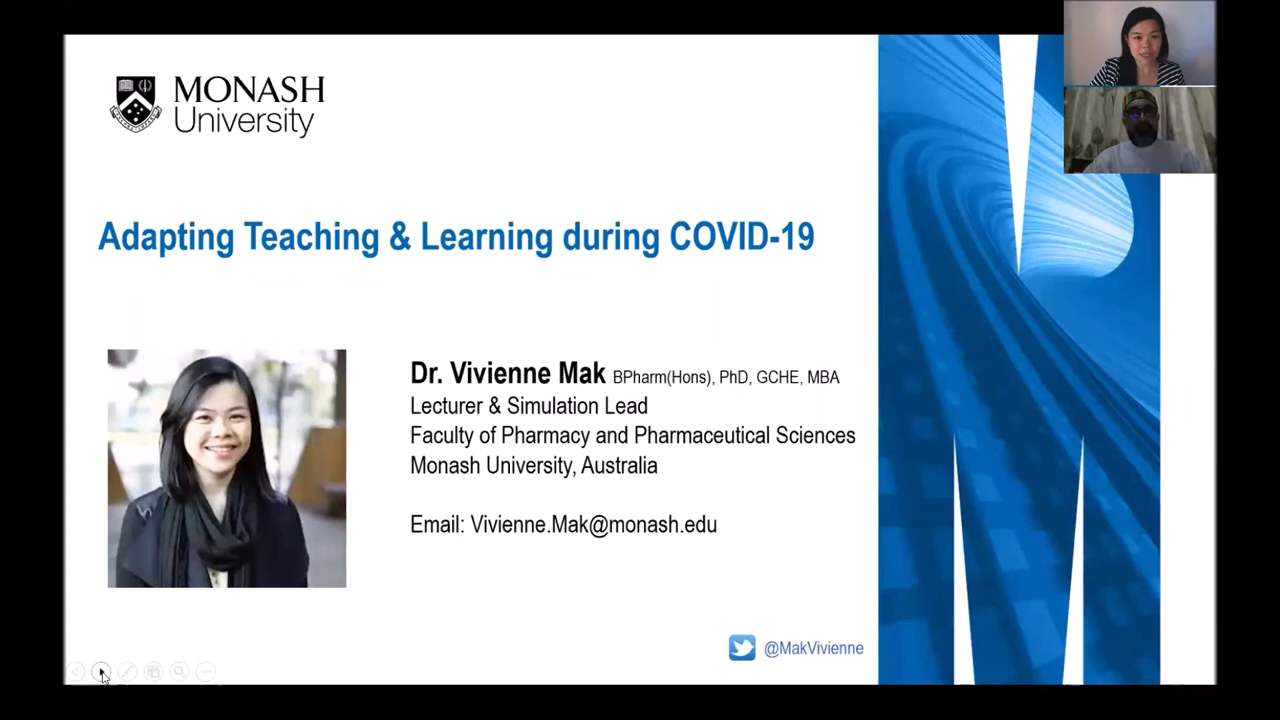 MONASH
University
Adapting Teaching & Learning during COVID-19
Dr. Vivienne Mak BPharm(Hons), PhD, GCHE, MBA
Lecturer & Simulation Lead
Faculty of Pharmacy and Pharmaceutical Sciences
Monash University, Australia
Email: Vivienne.Mak@monash.edu
@MakVivienne